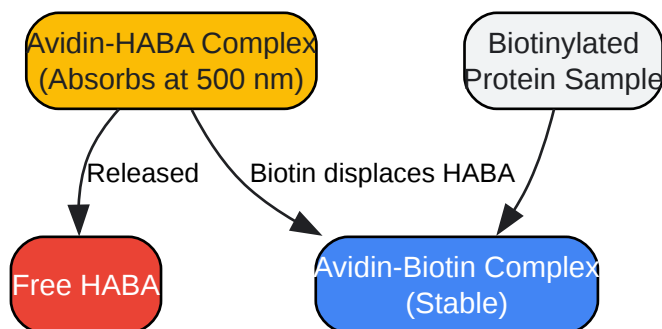 Avidin-HABA Complex
(Absorbs at 500 nm)
Biotinylated
Protein Sample
Released
Biotin displaces HABA
Free HABA
Avidin-Biotin Complex
(Stable)